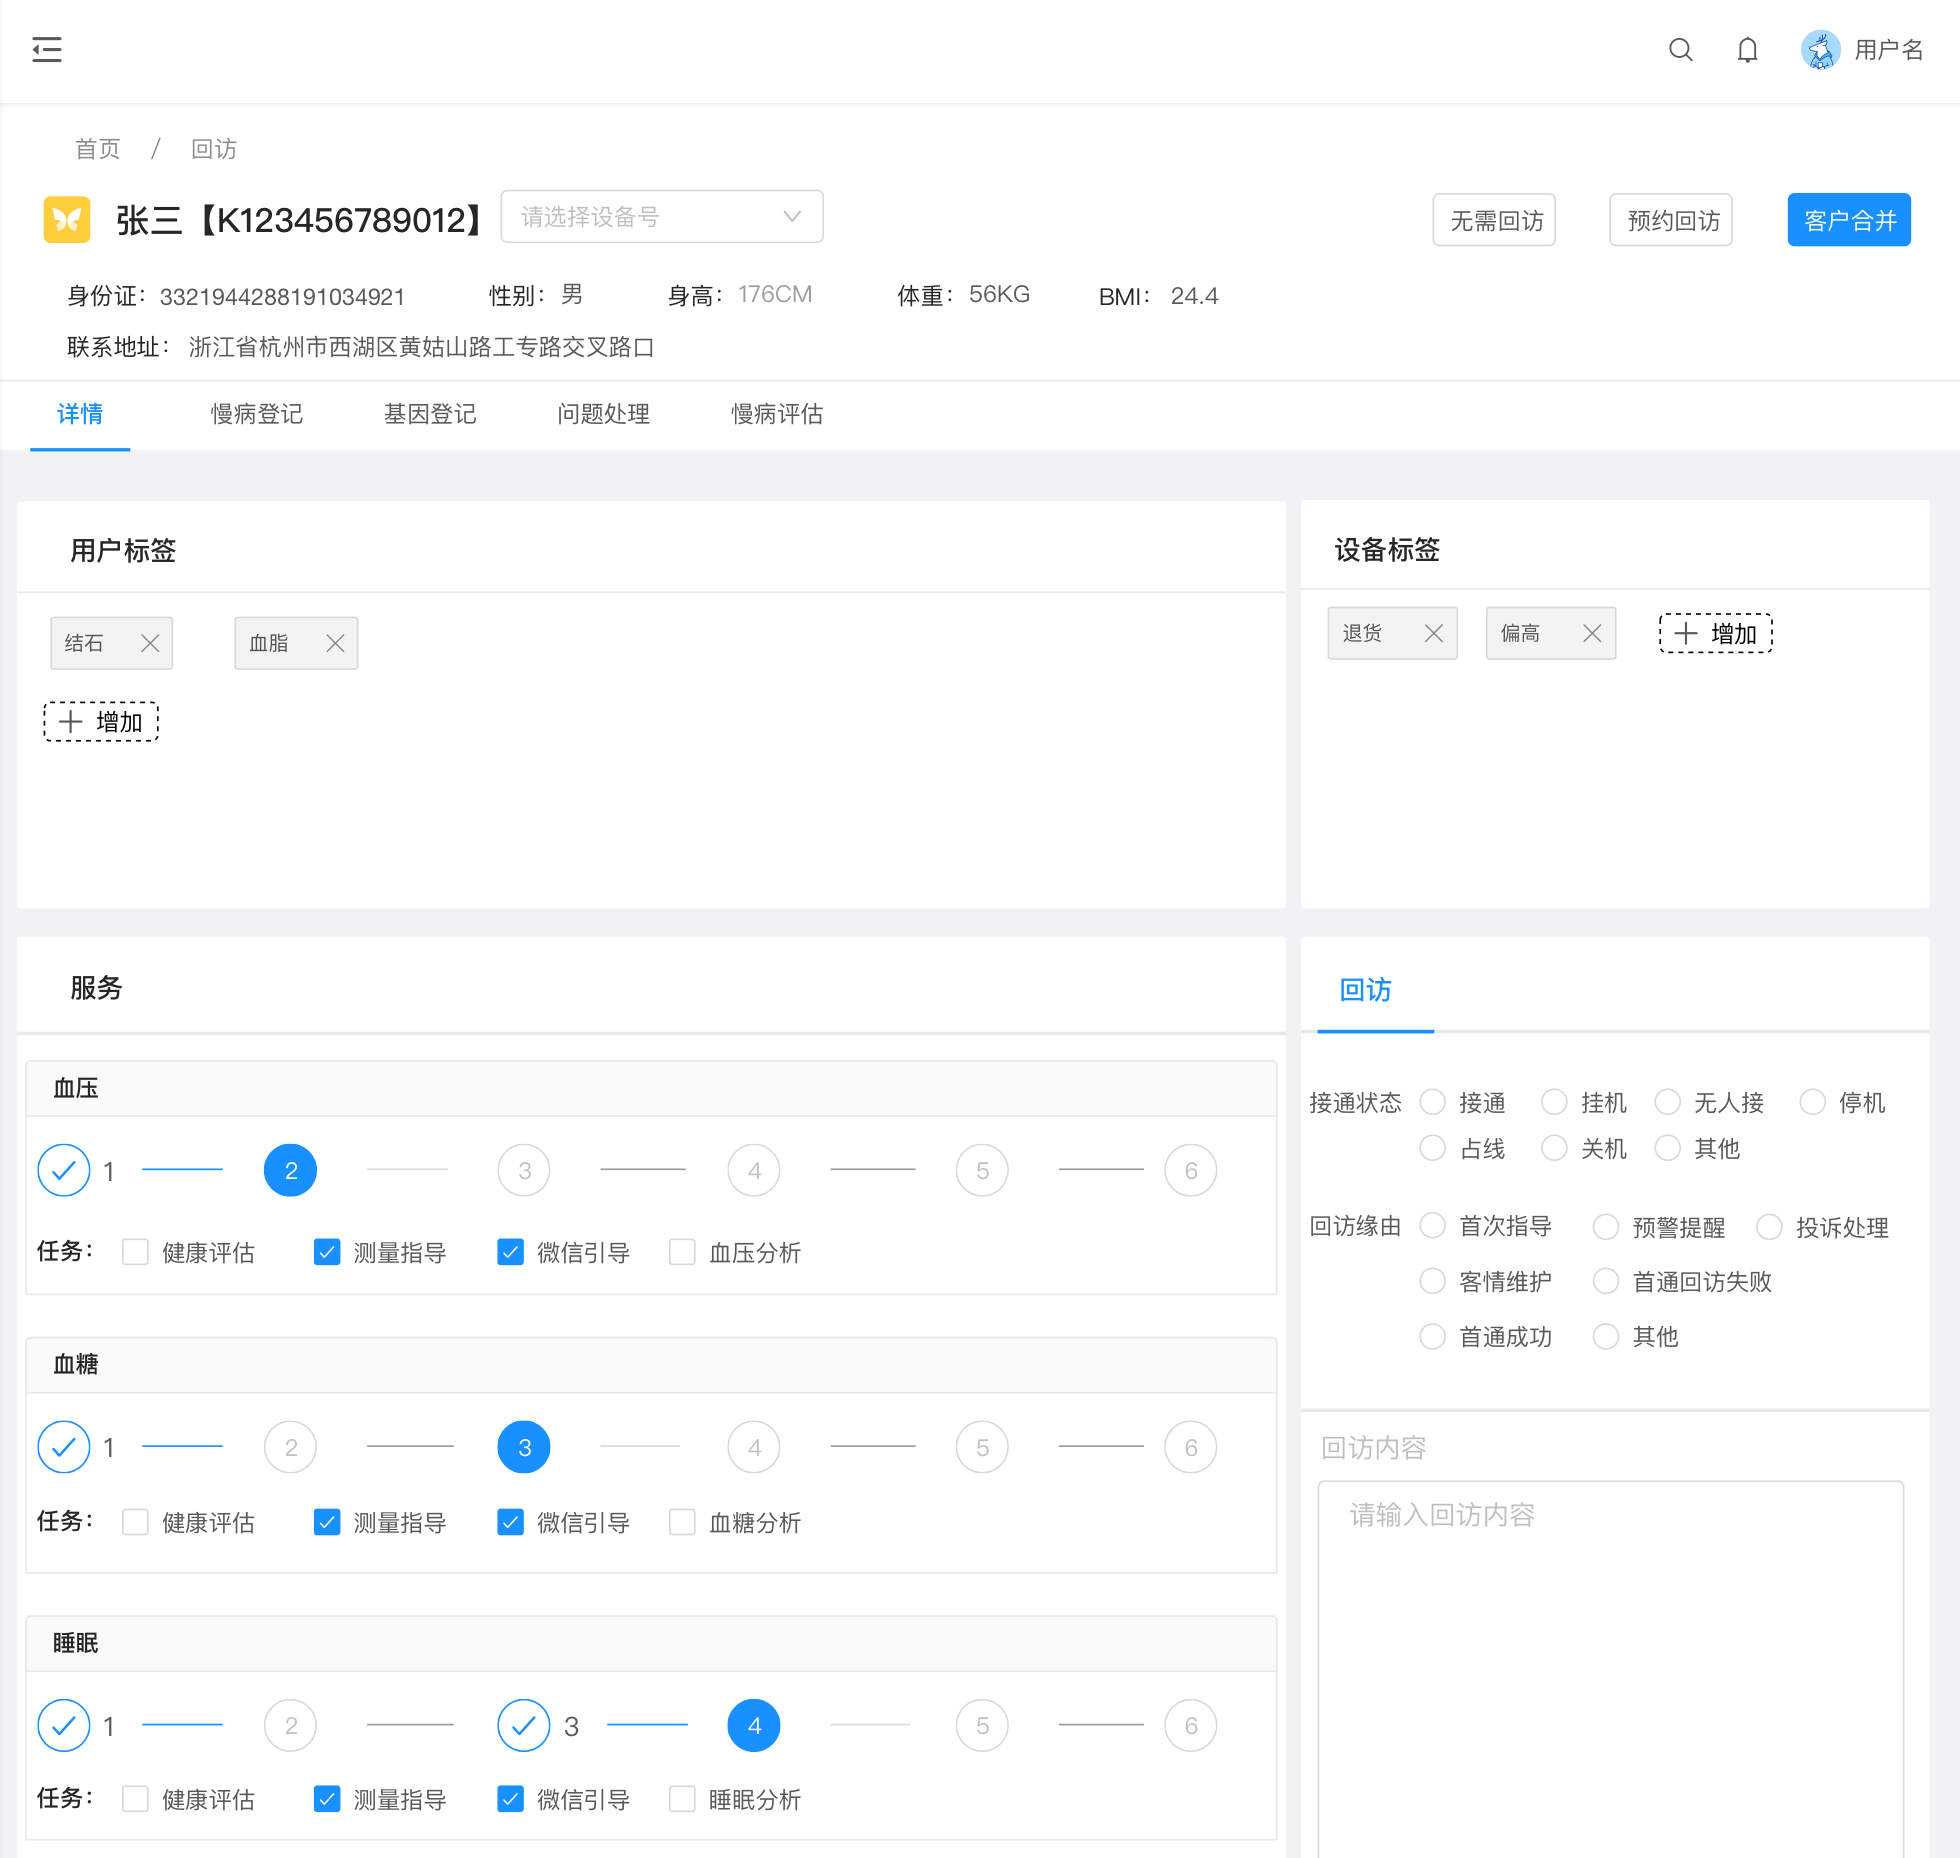 用户名
首页 / 回访
张三【K123456789012】 请选择设备号 无需回访 预约回访 客户合并
身份证： 3321944288191034921 性别： 男 身高： 176CM 体重： 56KG BMI： 24.4
联系地址： 浙江省杭州市西湖区黄姑山路工专路交叉路口
详情 慢病登记 基因登记 问题处理 慢病评估
用户标签
结石 血脂
增加
设备标签
退货 偏高 增加
服务
血压
1 2 3 4 5 6
任务： 健康评估 测量指导 微信引导 血压分析
血糖
1 2 3 4 5 6
任务： 健康评估 测量指导 微信引导 血糖分析
睡眠
1 2 3 4 5 6
任务： 健康评估 测量指导 微信引导 睡眠分析
回访
接通状态 接通 挂机 无人接 停机
占线 关机 其他
回访缘由 首次指导 预警提醒 投诉处理
客情维护 首通回访失败
首通成功 其他
回访内容
请输入回访内容